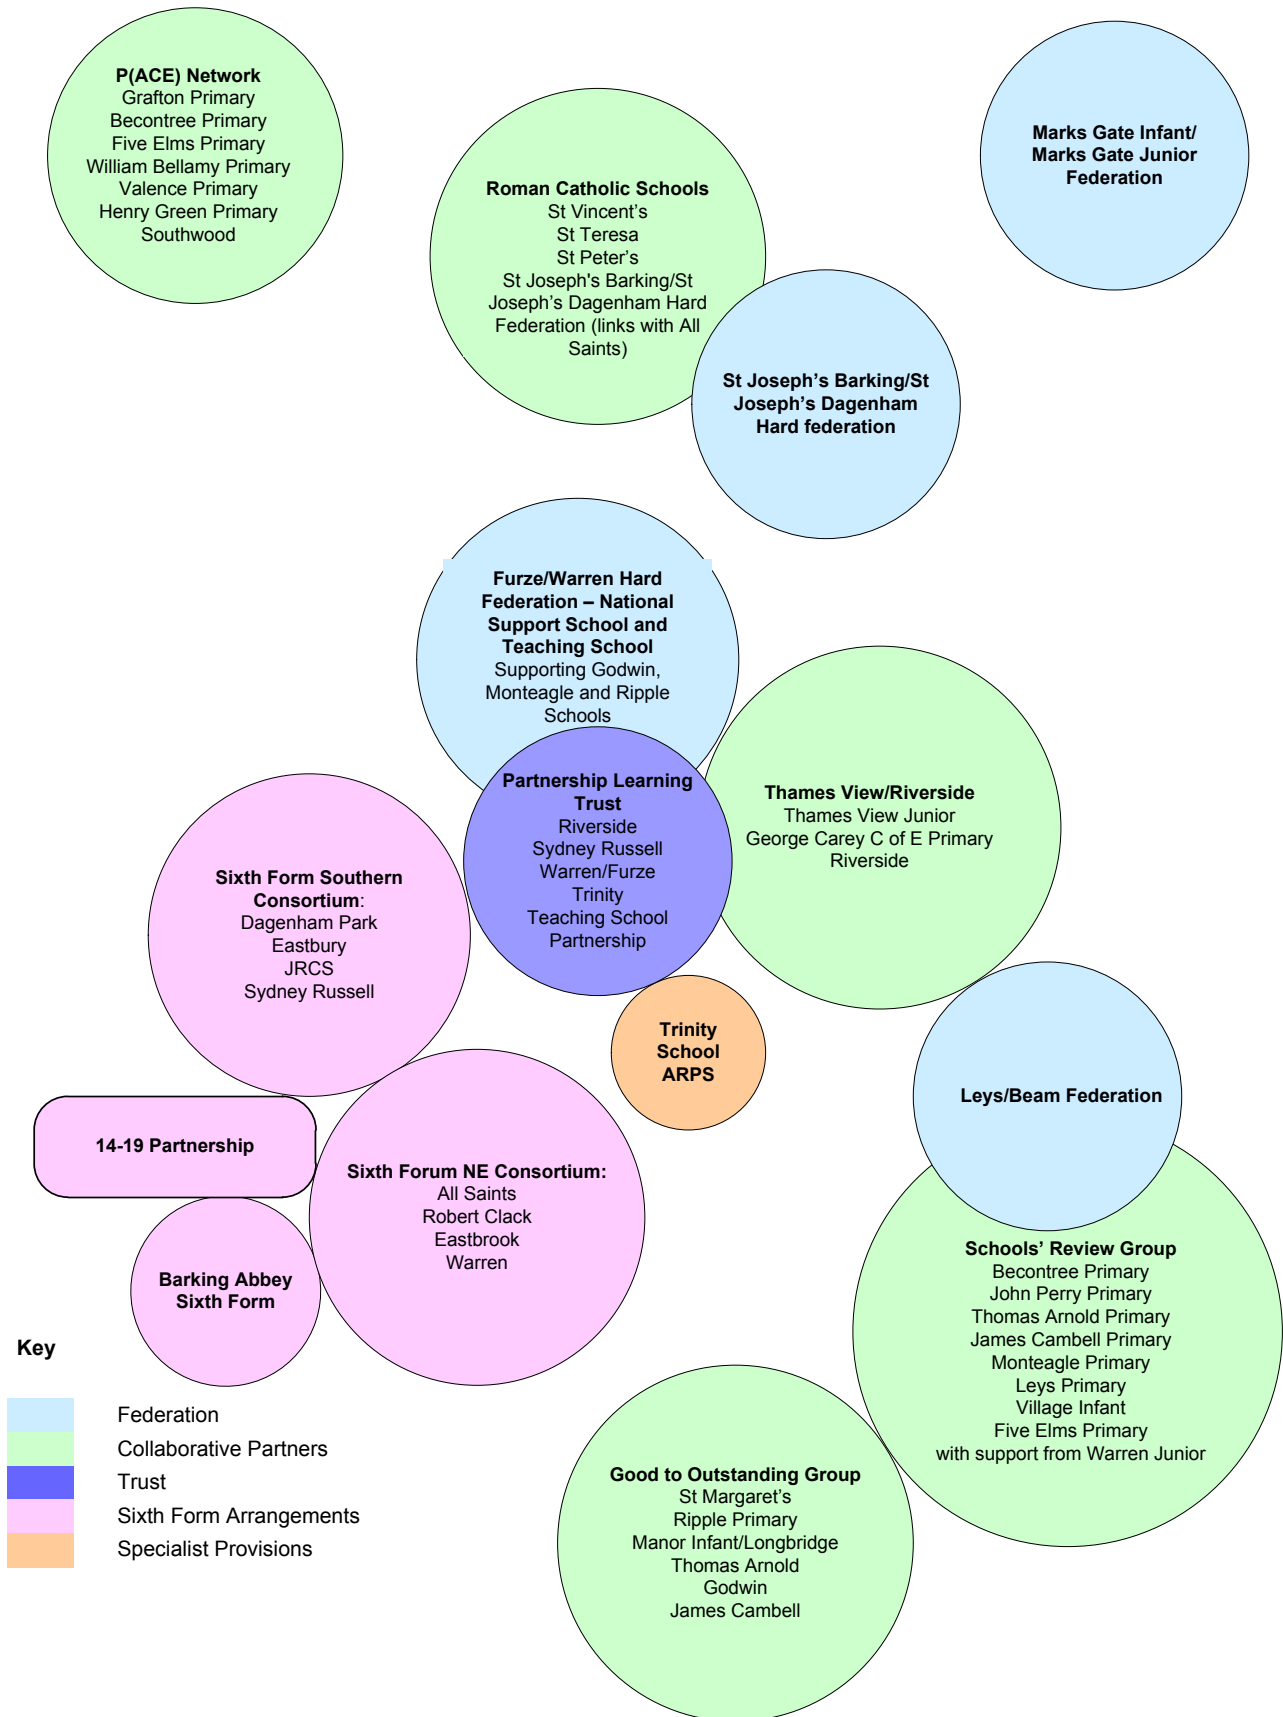 P(ACE) Network
Grafton Primary
Becontree Primary
Five Elms Primary
William Bellamy Primary
Valence Primary
Henry Green Primary
Southwood
Marks Gate Infant/
Marks Gate Junior
Federation
Roman Catholic Schools
St Vincent’s
St Teresa
St Peter’s
St Joseph's Barking/St
Joseph’s Dagenham Hard
Federation (links with All
Saints)
St Joseph’s Barking/St
Joseph’s Dagenham
Hard federation
Furze/Warren Hard
Federation – National
Support School and
Teaching School
Supporting Godwin,
Monteagle and Ripple
Schools
Partnership Learning
Trust
Riverside
Sydney Russell
Warren/Furze
Trinity
Teaching School
Partnership
Thames View/Riverside
Thames View Junior
George Carey C of E Primary
Riverside
Sixth Form Southern
Consortium:
Dagenham Park
Eastbury
JRCS
Sydney Russell
Trinity
School
ARPS
Leys/Beam Federation
14-19 Partnership
Sixth Forum NE Consortium:
All Saints
Robert Clack
Eastbrook
Warren
Barking Abbey
Sixth Form
Schools’ Review Group
Becontree Primary
John Perry Primary
Thomas Arnold Primary
James Cambell Primary
Monteagle Primary
Leys Primary
Village Infant
Five Elms Primary
with support from Warren Junior
Good to Outstanding Group
St Margaret’s
Ripple Primary
Manor Infant/Longbridge
Thomas Arnold
Godwin
James Cambell
Key
Federation
Collaborative Partners
Trust
Sixth Form Arrangements
Specialist Provisions